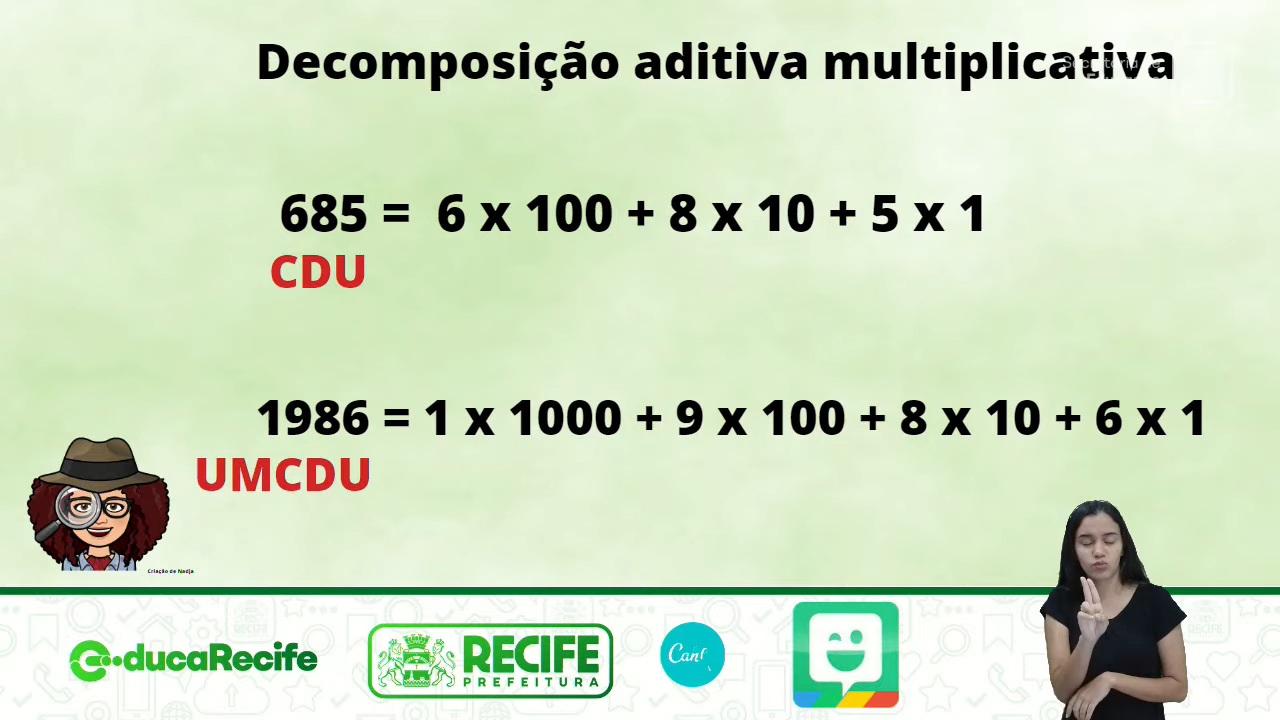 Decomposição aditiva multiplicativa
685 = 6 x 100 + 8 x 10 + 5 x 1
CDU
1986 = 1 x 1000 + 9 x 100 + 8 x 10 + 6 x 1
UMCDU
Criação de Nadja
ducaRecife
RECIFE
PREFEITURA